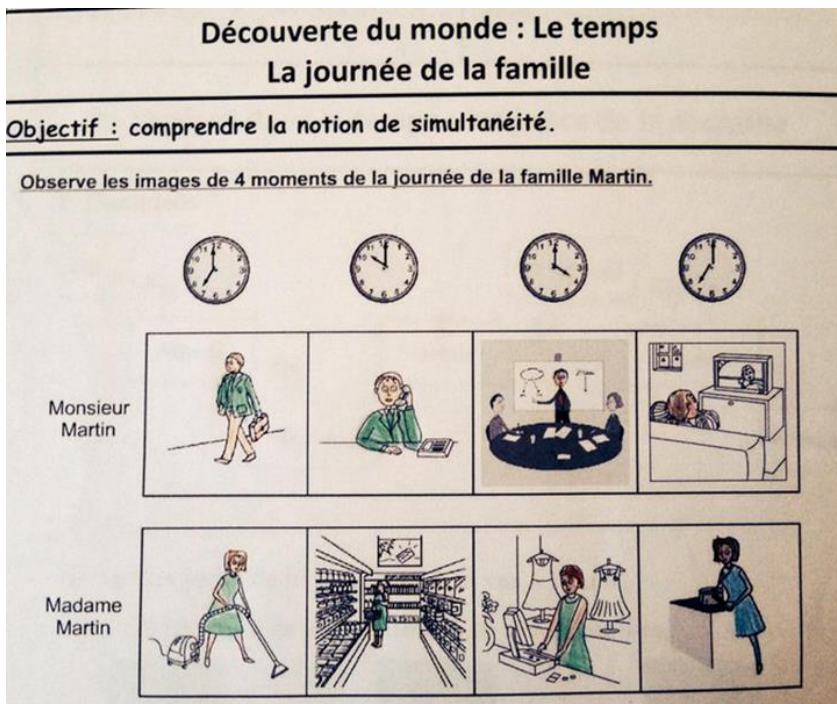 Découverte du monde : Le temps
La journée de la famille
Objectif : comprendre la notion de simultanéité.
Observe les images de 4 moments de la journée de la famille Martin.
Monsieur
Martin
Madame
Martin